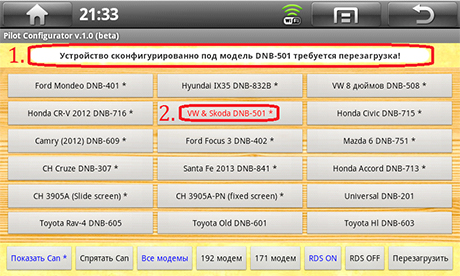 21:33
WiFi
Pilot Configurator v.1.0 (beta)
1. Устройство сконфигурированно под модель DNB-501 требуется перезагрузка!
Ford Mondeo DNB-401 * Hyundai IX35 DNB-832B * VW 8 дюймов DNB-508 *
Honda CR-V 2012 DNB-716 * 2. VW & Skoda DNB-501 * Honda Civic DNB-715 *
Camry (2012) DNB-609 * Ford Focus 3 DNB-402 * Mazda 6 DNB-751 *
CH Cruze DNB-307 * Santa Fe 2013 DNB-841 * Honda Accord DNB-713 *
CH 3905A (Slide screen) * CH 3905A-PN (fixed screen) * Universal DNB-201
Toyota Rav-4 DNB-605 Toyota Old DNB-601 Toyota Hl DNB-603
Показать Can * Спрятать Can Все модемы 192 модем 171 модем RDS ON RDS OFF Перезагрузить